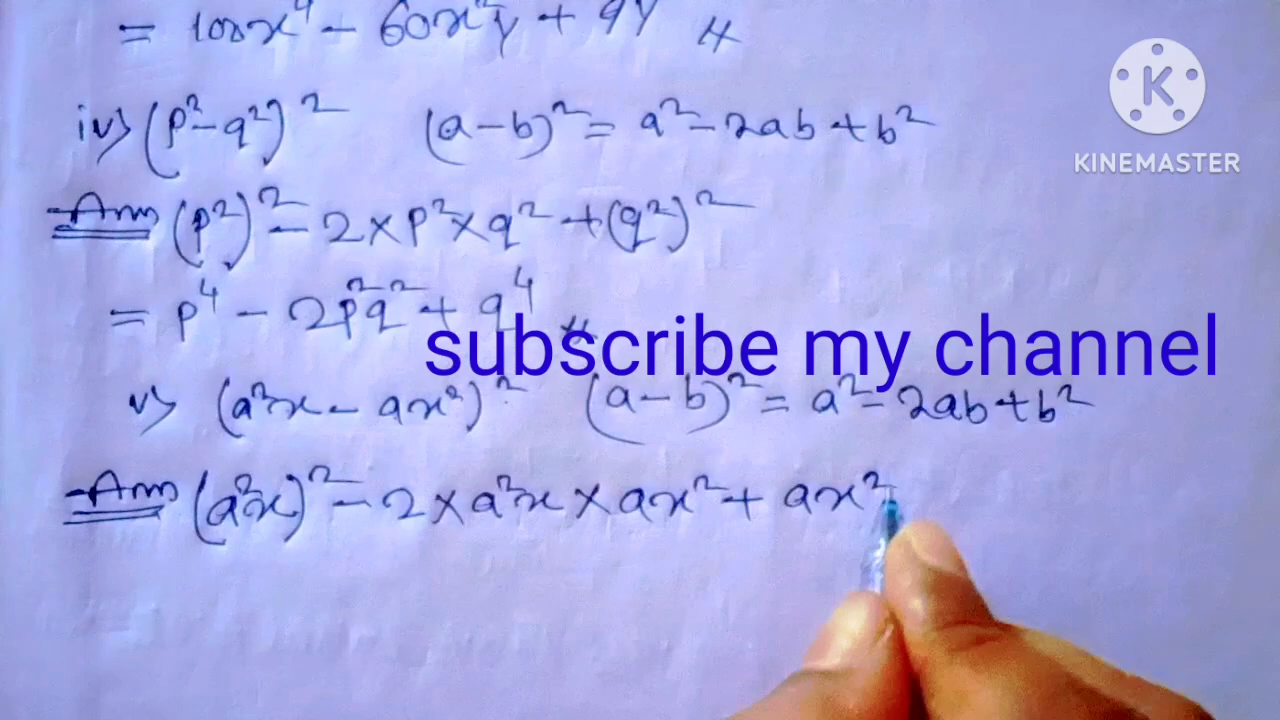 = 100x⁴ - 60x²y + 9y² //
iv) (p² - q²)² (a - b)² = a² - 2ab + b²
KINEMASTER
Ans (p²)² - 2 × p² × q² + (q²)²
= p⁴ - 2p²q² + q⁴ //
subscribe my channel
v) (a²x - ax²)² (a - b)² = a² - 2ab + b²
Ans (a²x)² - 2 × a²x × ax² + ax²